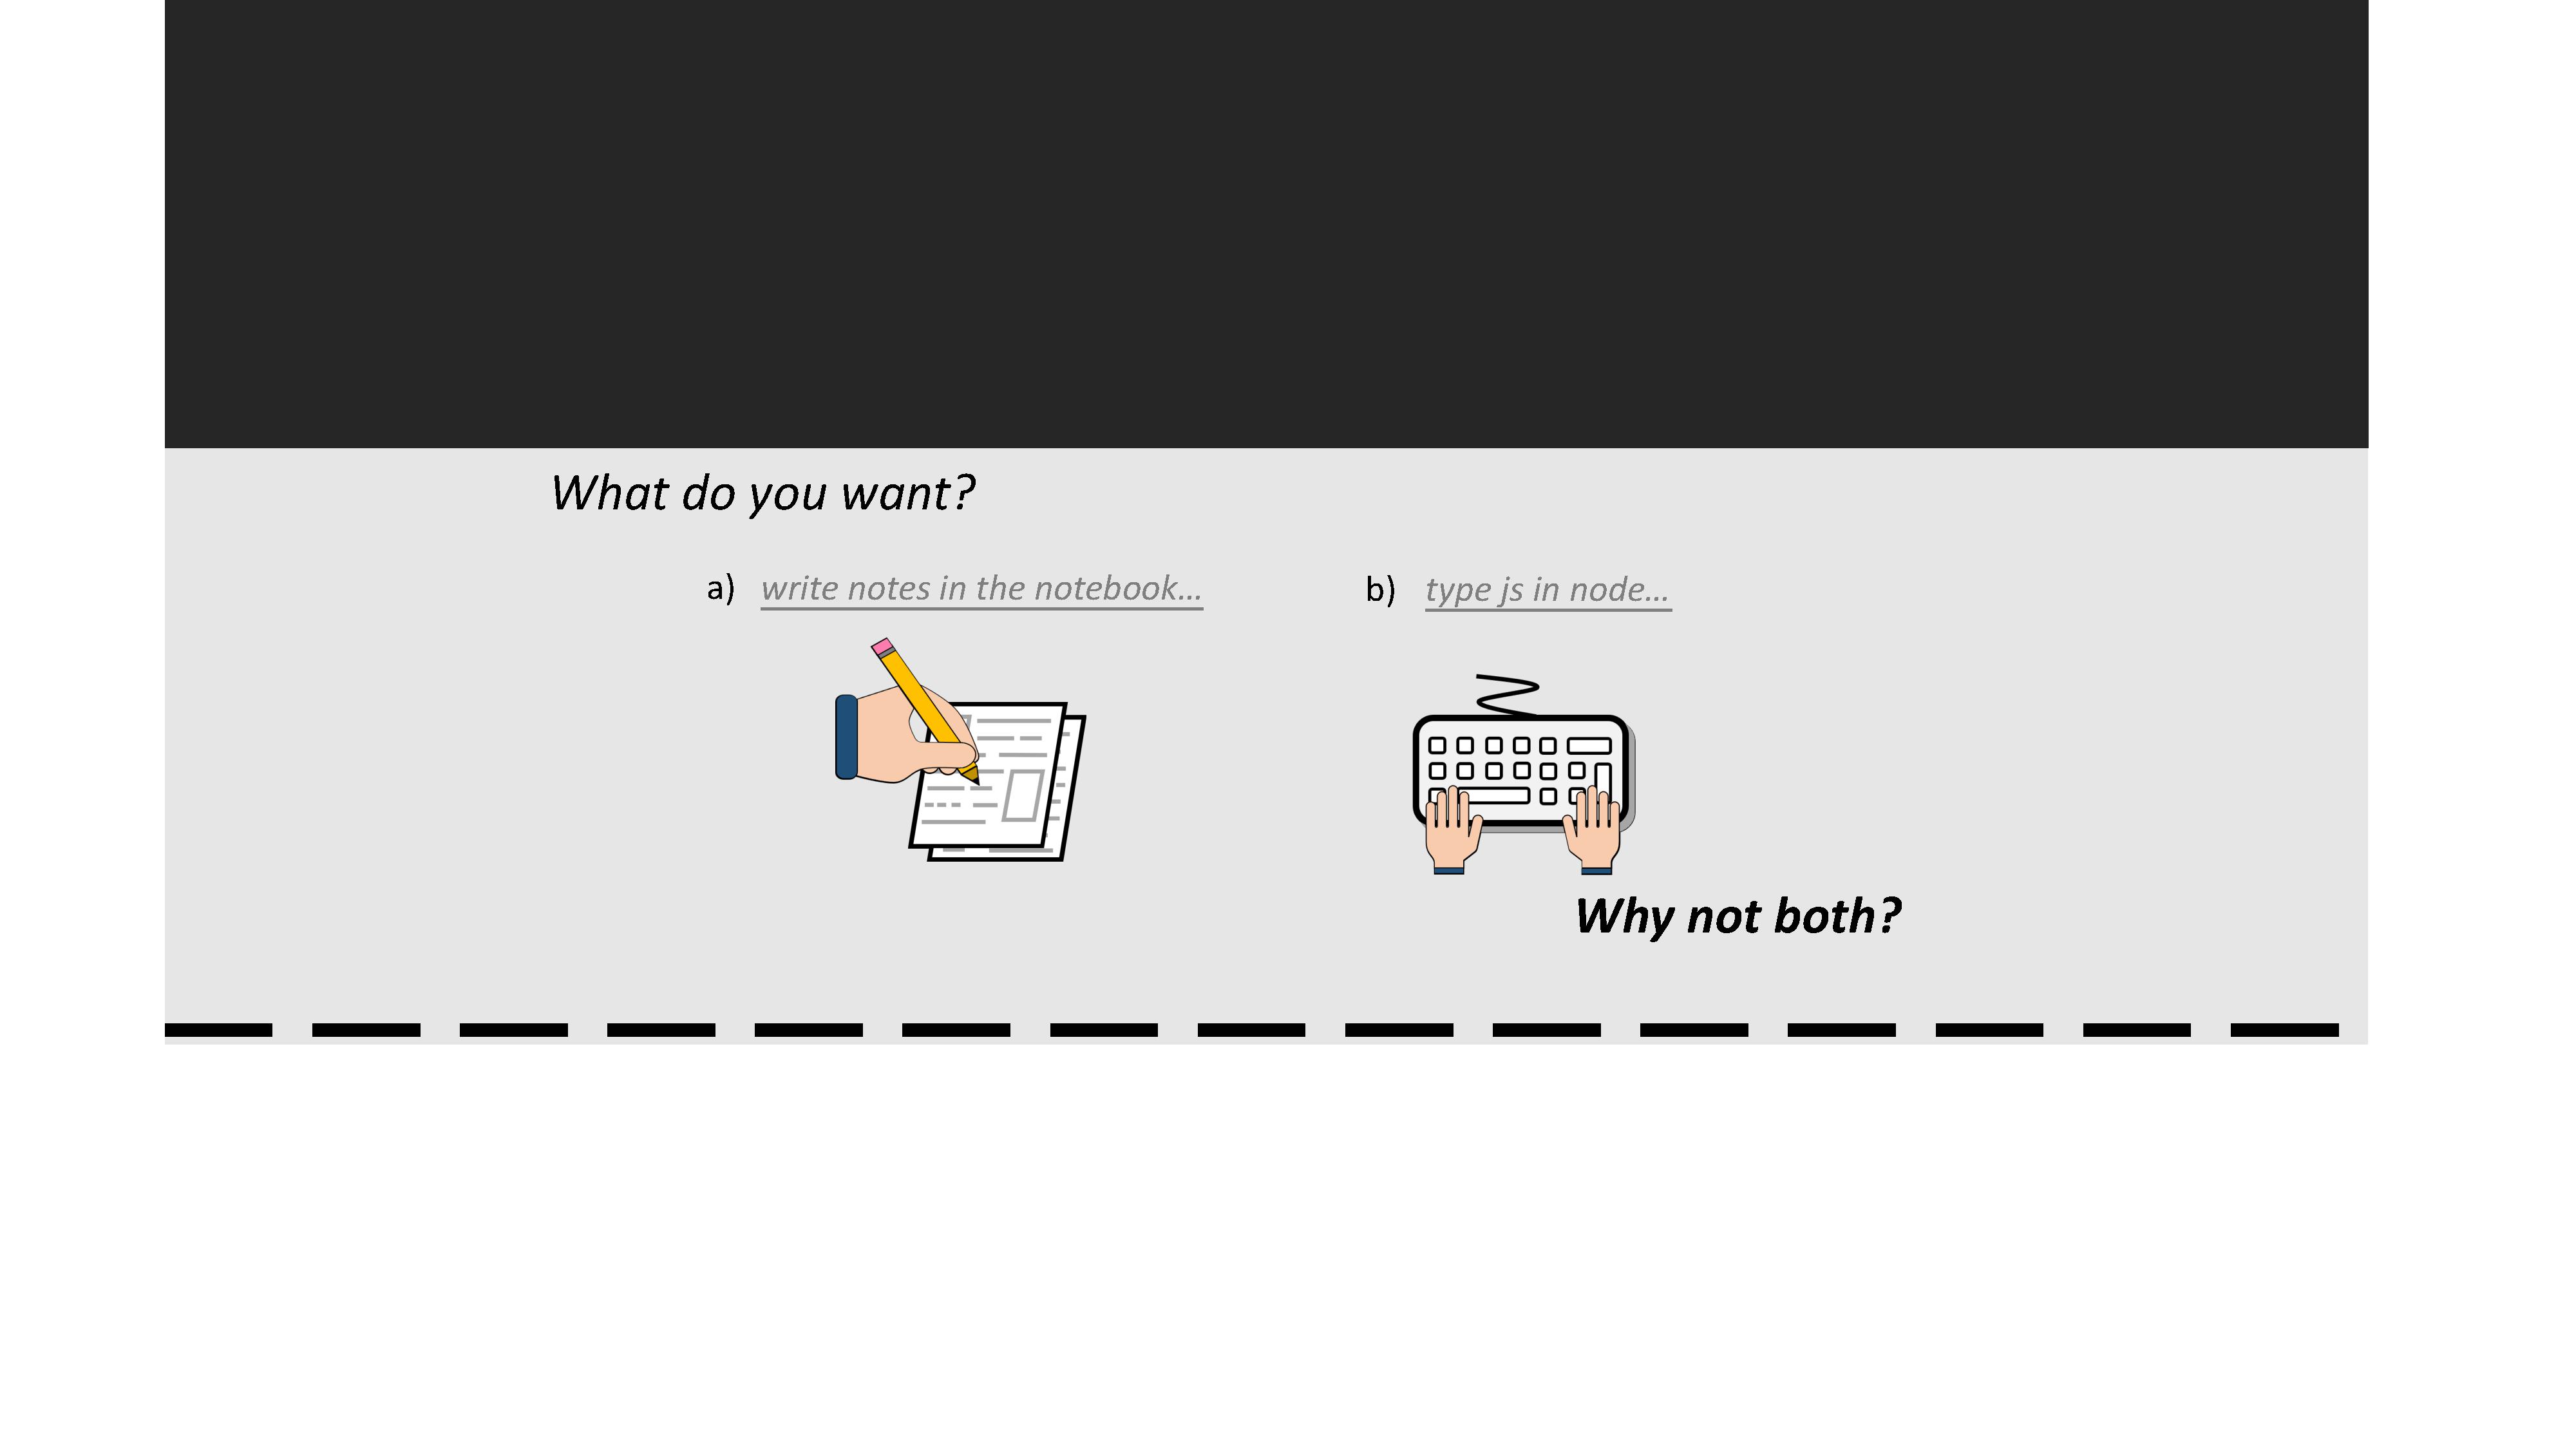 What do you want?
a) write notes in the notebook... b) type js in node...
Why not both?